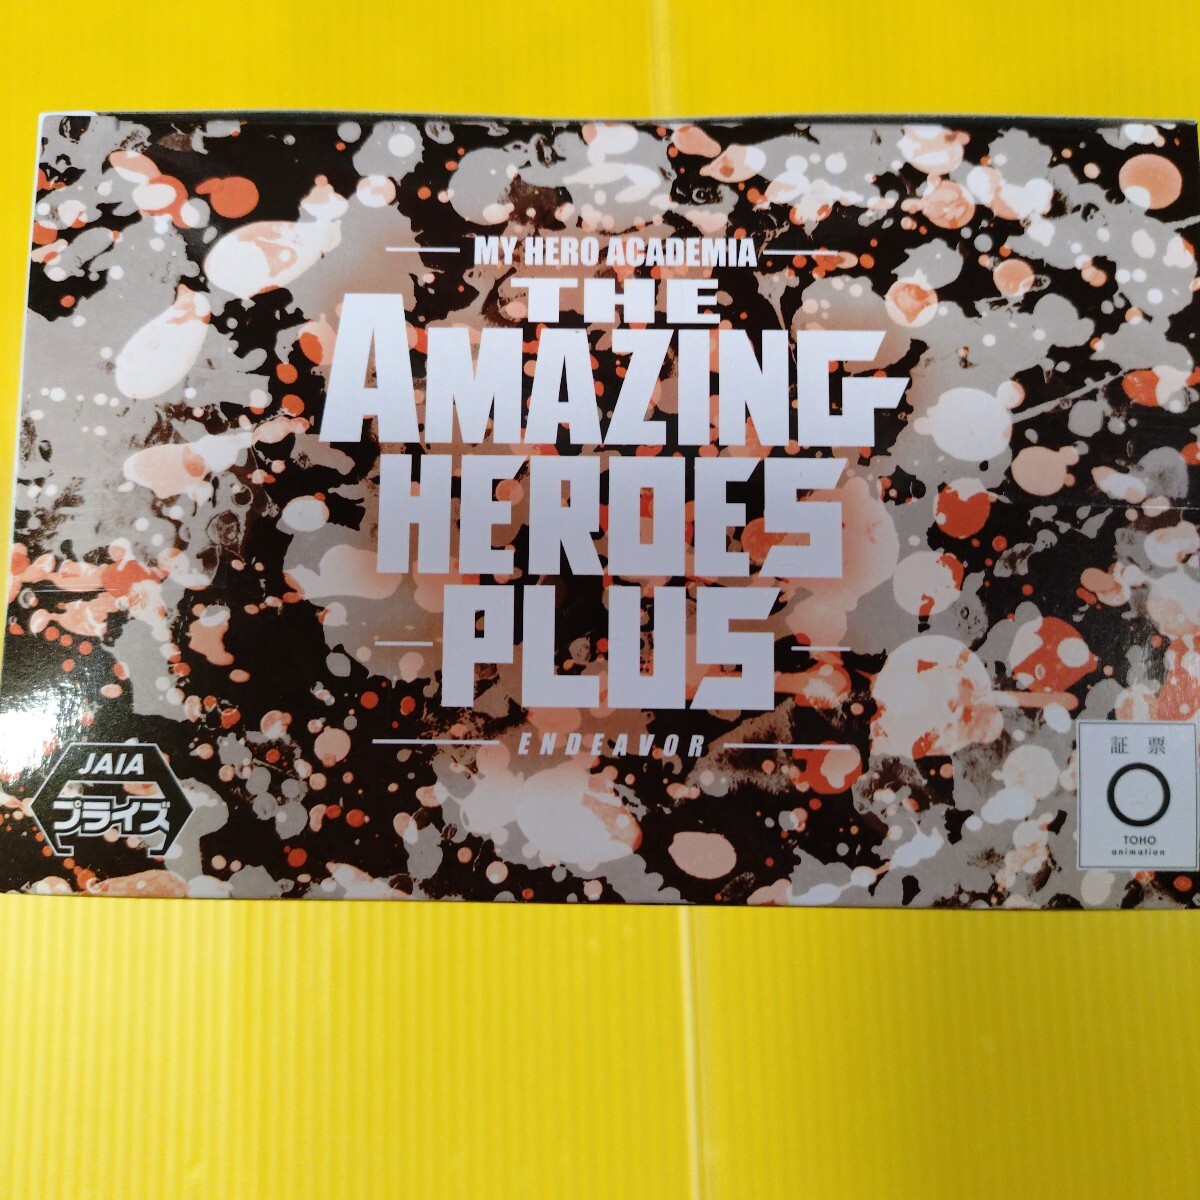 MY HERO ACADEMIA
THE
AMAZING
HEROES
PLUS
ENDEAVOR
JAIA
プライズ
証票
TOHO
animation